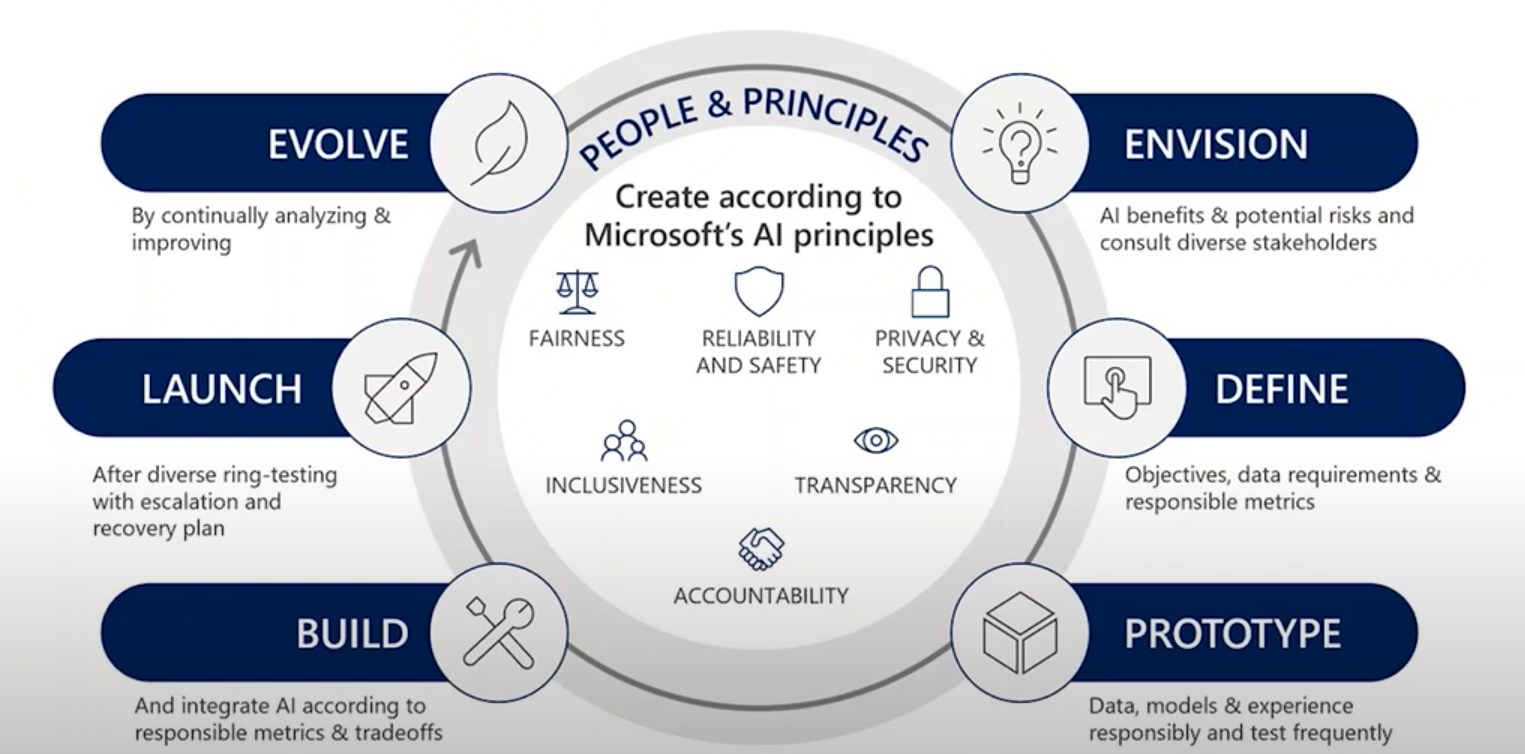 PEOPLE & PRINCIPLES
Create according to
Microsoft's AI principles
FAIRNESS
RELIABILITY
AND SAFETY
PRIVACY &
SECURITY
INCLUSIVENESS
TRANSPARENCY
ACCOUNTABILITY
ENVISION
AI benefits & potential risks and
consult diverse stakeholders
DEFINE
Objectives, data requirements &
responsible metrics
PROTOTYPE
Data, models & experience
responsibly and test frequently
BUILD
And integrate AI according to
responsible metrics & tradeoffs
LAUNCH
After diverse ring-testing
with escalation and
recovery plan
EVOLVE
By continually analyzing &
improving